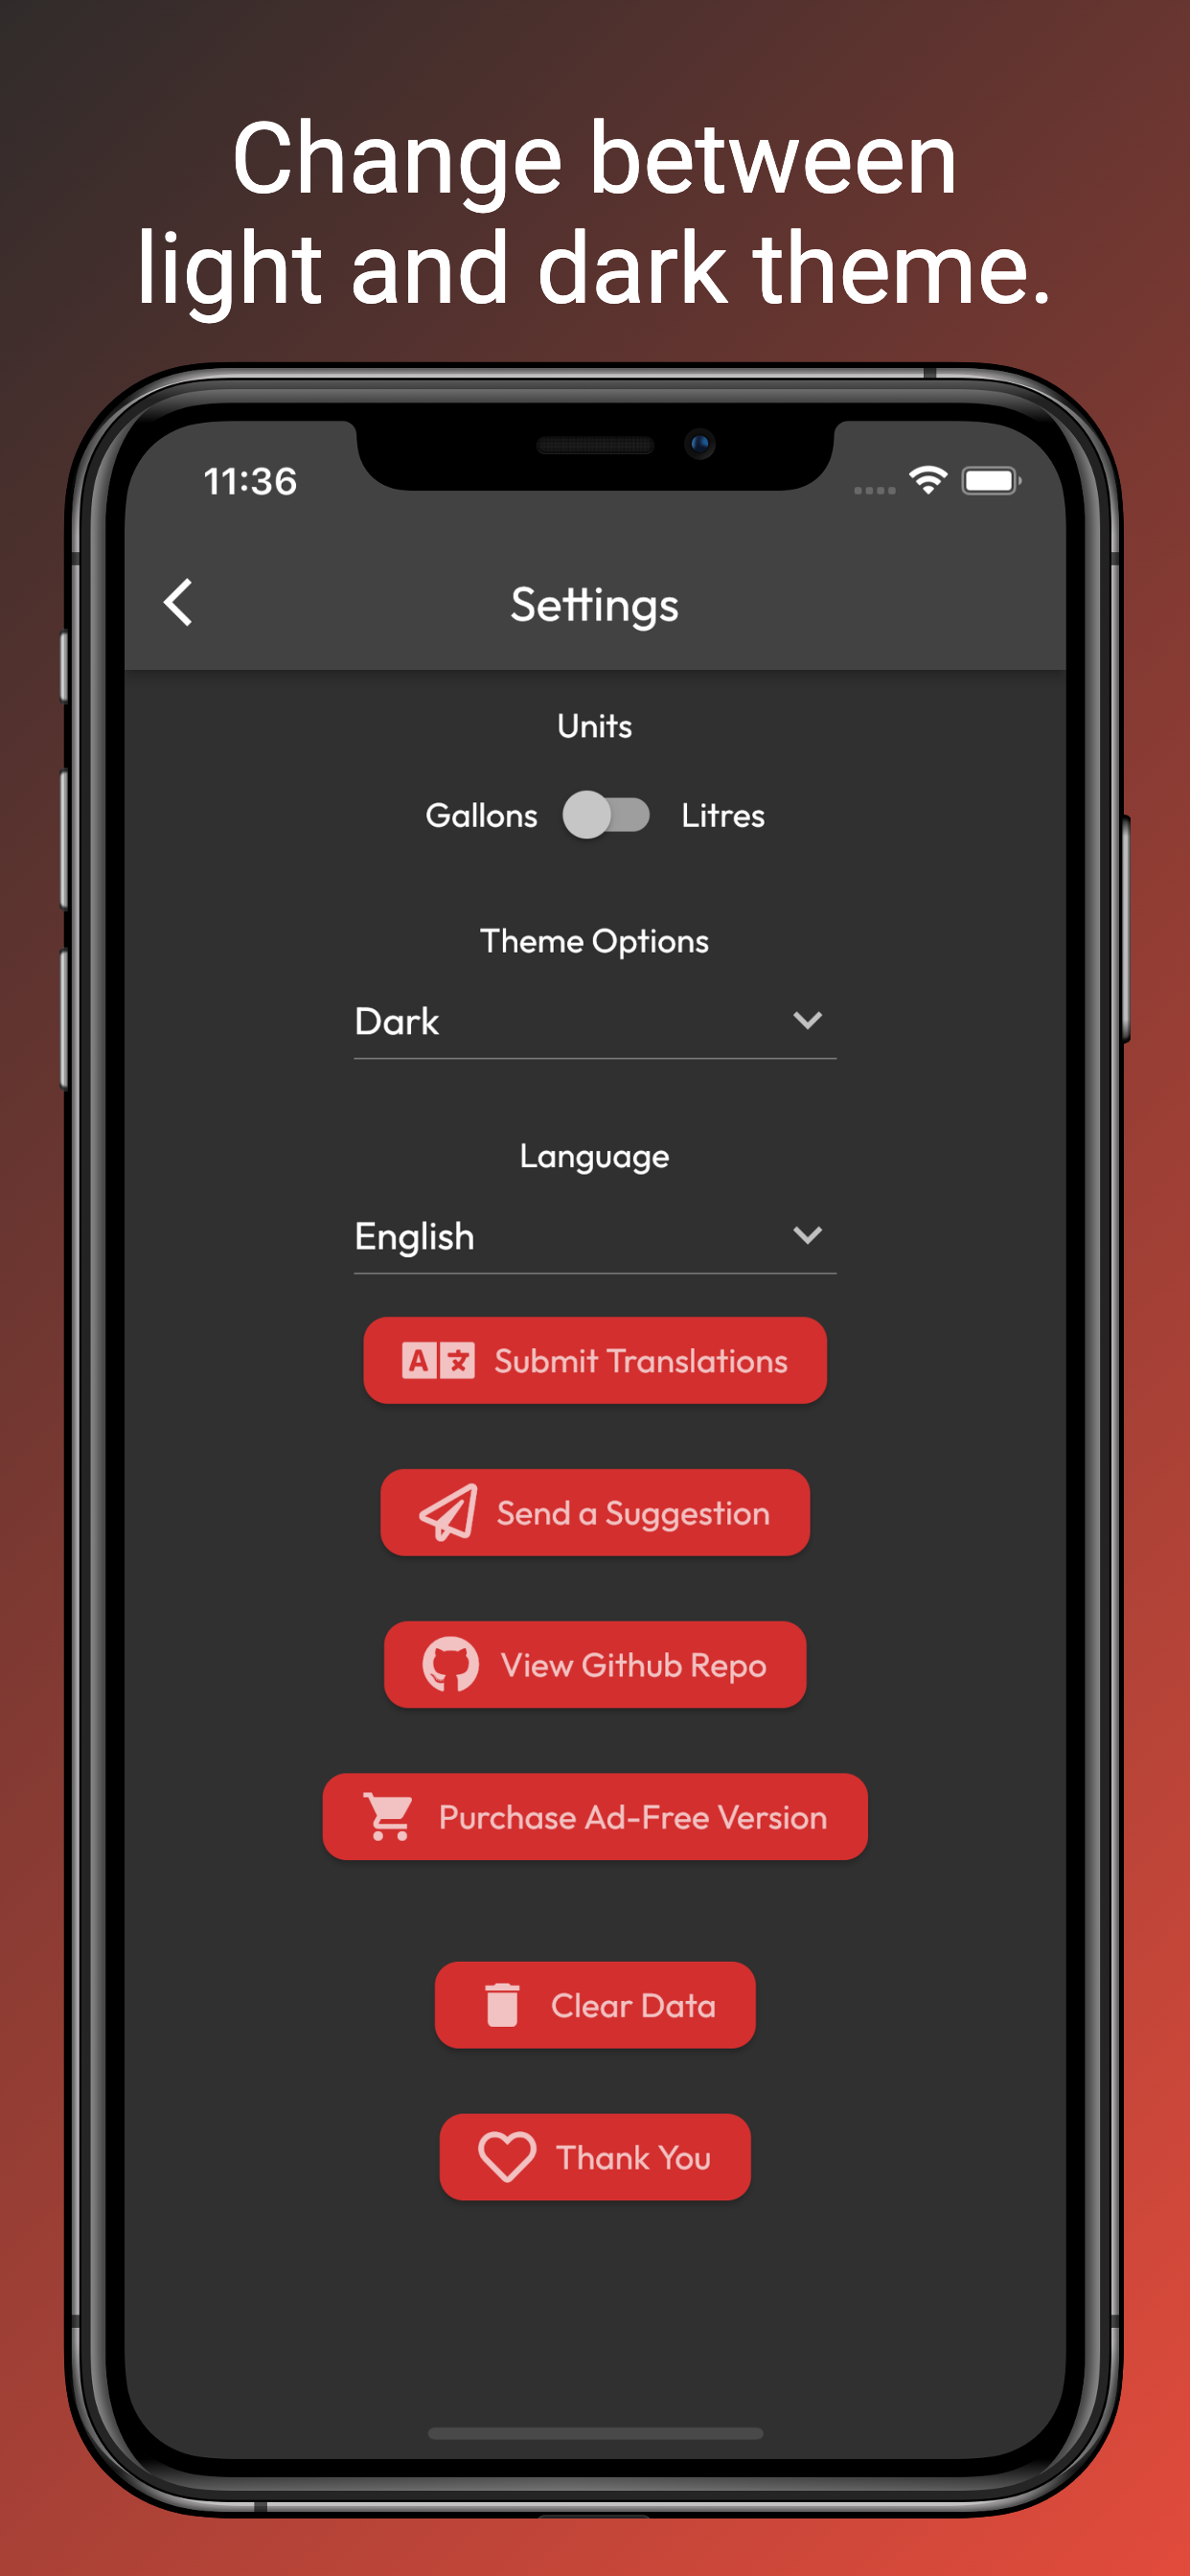 Change between
light and dark theme.
11:36
Settings
Units
Gallons Litres
Theme Options
Dark
Language
English
A 文 Submit Translations
Send a Suggestion
View Github Repo
Purchase Ad-Free Version
Clear Data
Thank You